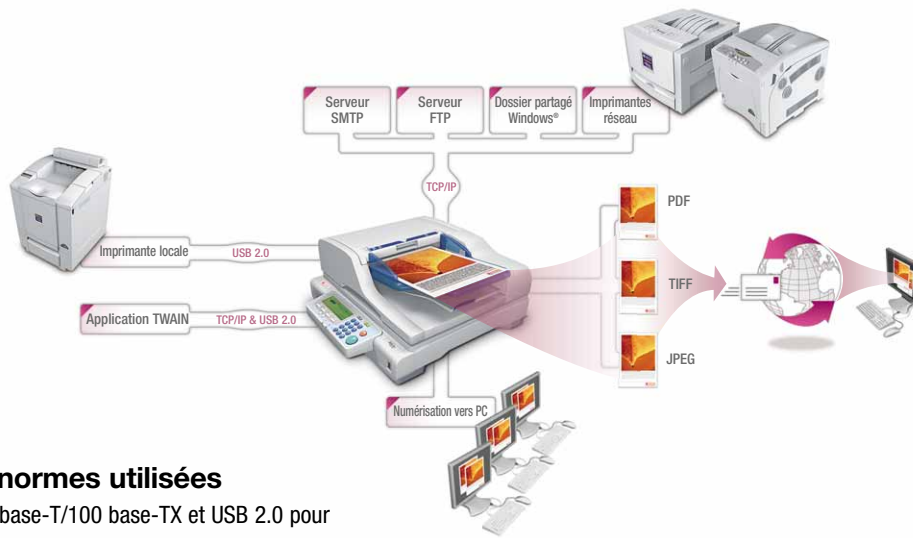 Serveur
SMTP
Serveur
FTP
Dossier partagé
Windows®
Imprimantes
réseau
TCP/IP
PDF
Imprimante locale
USB 2.0
TIFF
Application TWAIN
TCP/IP & USB 2.0
JPEG
Numérisation vers PC
normes utilisées
base-T/100 base-TX et USB 2.0 pour